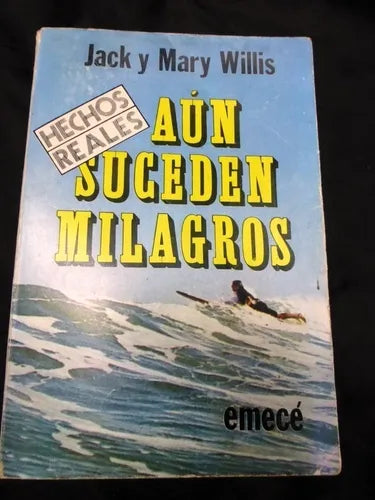 Jack y Mary Willis
HECHOS
REALES
AÚN
SUCEDEN
MILAGROS
emecé